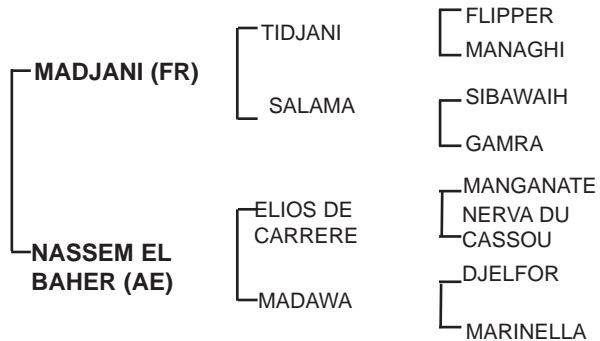 FLIPPER
TIDJANI
MANAGHI
MADJANI (FR)
SIBAWAIH
SALAMA
GAMRA
MANGANATE
ELIOS DE
CARRERE
NERVA DU
CASSOU
NASSEM EL
BAHER (AE)
DJELFOR
MADAWA
MARINELLA